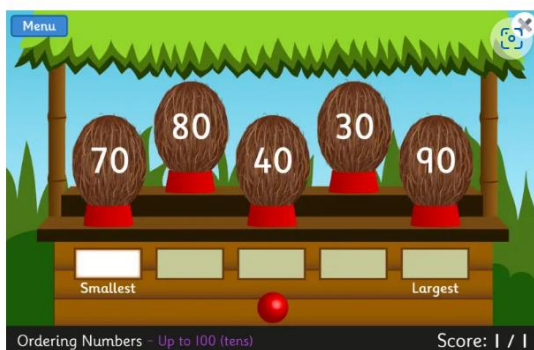 Menu
80
30
70
40
90
Smallest
Largest
Ordering Numbers - Up to 100 (tens)
Score: 1 / 1